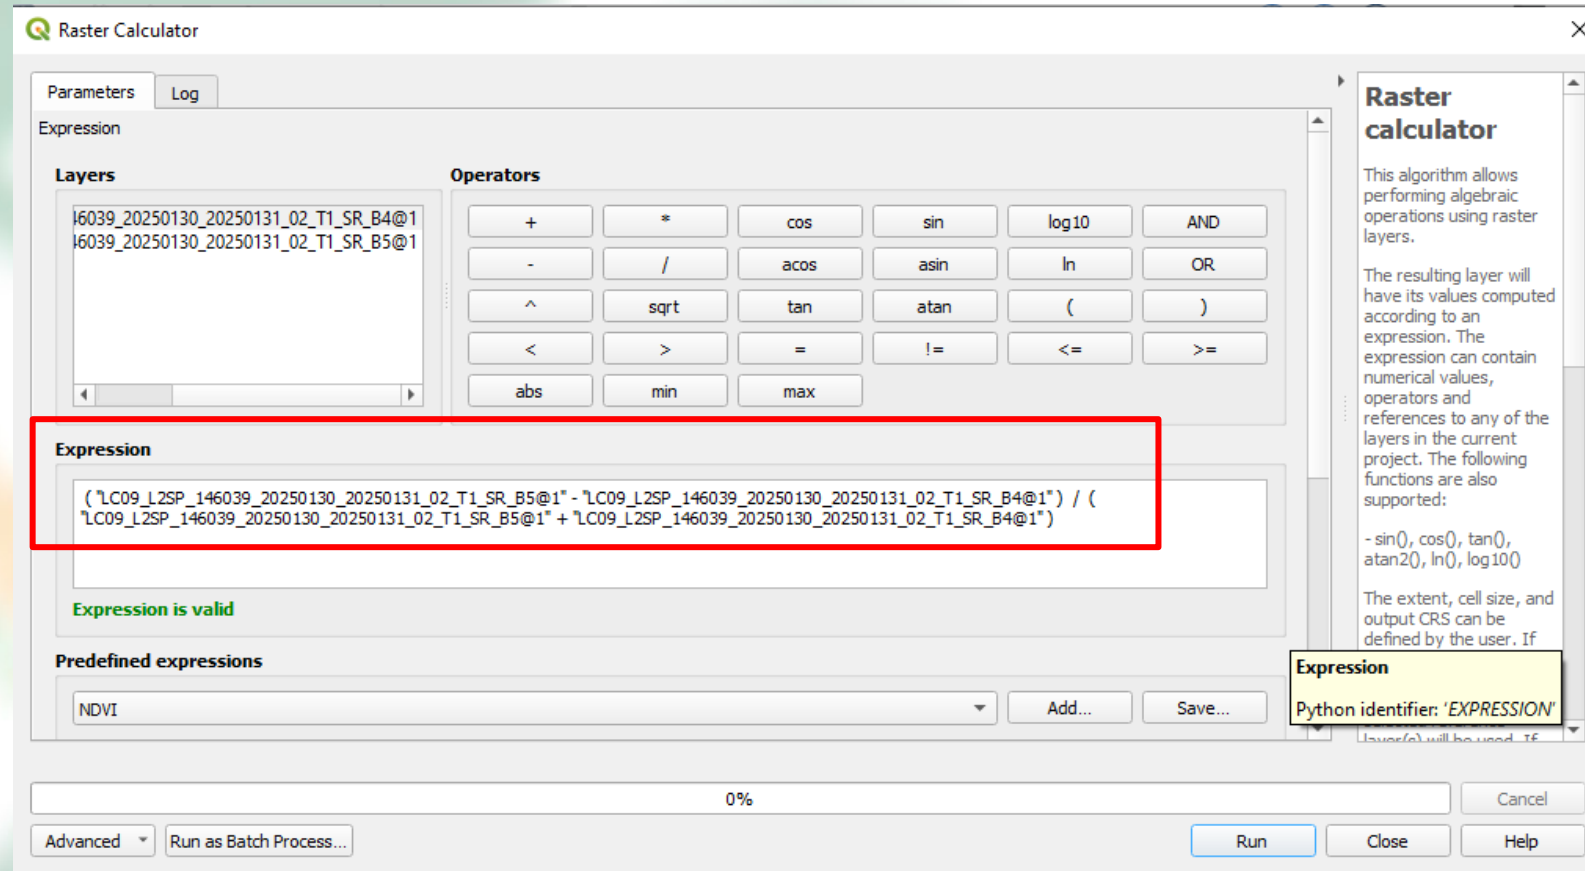 Raster Calculator
Parameters
Log
Expression
Layers
46039_20250130_20250131_02_T1_SR_B4@1
46039_20250130_20250131_02_T1_SR_B5@1
Operators
+ * cos sin log10 AND
- / acos asin ln OR
^ sqrt tan atan ( )
< > = != <= >=
abs min max
Expression
( "LC09_L2SP_146039_20250130_20250131_02_T1_SR_B5@1" - "LC09_L2SP_146039_20250130_20250131_02_T1_SR_B4@1" ) / (
"LC09_L2SP_146039_20250130_20250131_02_T1_SR_B5@1" + "LC09_L2SP_146039_20250130_20250131_02_T1_SR_B4@1" )
Expression is valid
Predefined expressions
NDVI
Add...
Save...
Raster
calculator
This algorithm allows
performing algebraic
operations using raster
layers.
The resulting layer will
have its values computed
according to an
expression. The
expression can contain
numerical values,
operators and
references to any of the
layers in the current
project. The following
functions are also
supported:
- sin(), cos(), tan(),
atan2(), ln(), log10()
The extent, cell size, and
output CRS can be
defined by the user. If
Expression
Python identifier: 'EXPRESSION'
layer(s) will be used. If
0%
Cancel
Advanced
Run as Batch Process...
Run
Close
Help